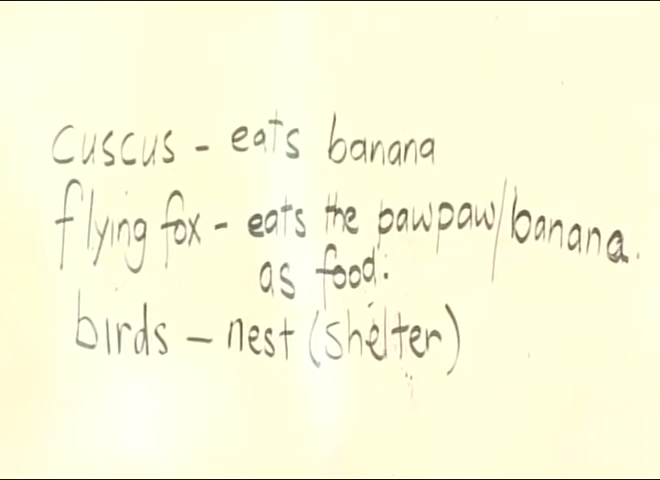 cuscus - eats banana
flying fox - eats the pawpaw/banana.
as food.
birds - nest (shelter)